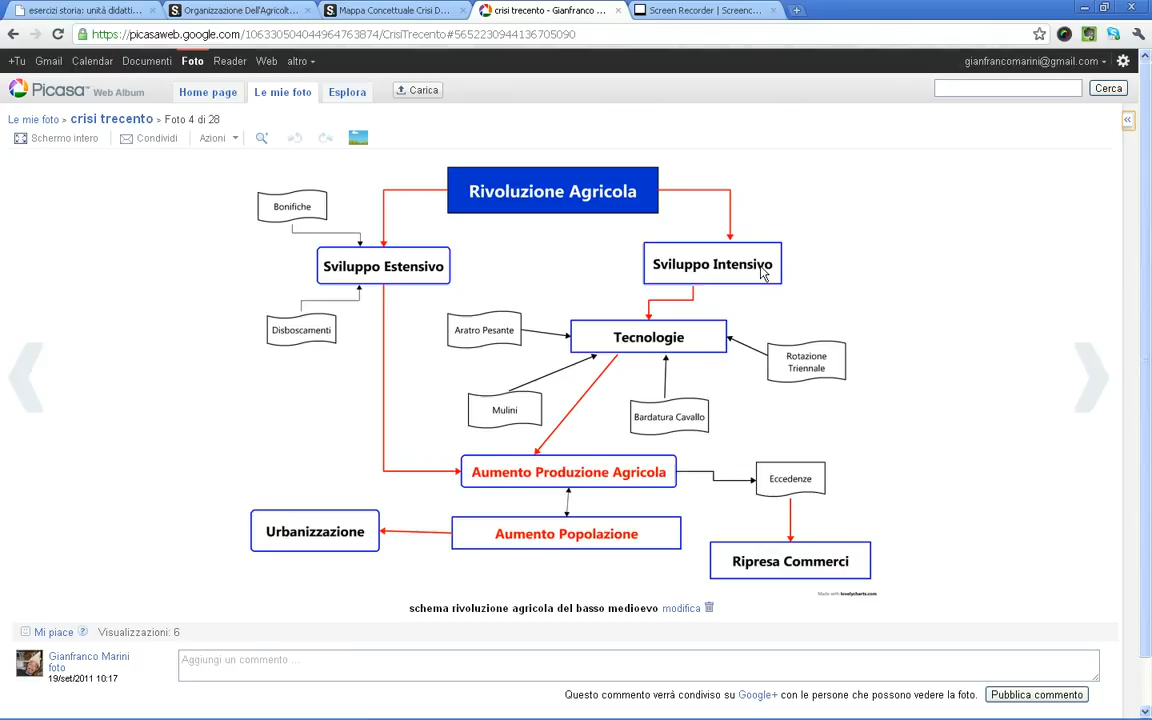 esercizi storia: unità didatti...
Organizzazione Dell'Agricolt...
Mappa Concettuale Crisi D...
crisi trecento - Gianfranco ...
Screen Recorder | Screenc...
https://picasaweb.google.com/106330504044964763874/CrisiTrecento#5652230944136705090
+Tu Gmail Calendar Documenti Foto Reader Web altro
gianfrancomarini@gmail.com
Picasa Web Album
Home page
Le mie foto
Esplora
Carica
Cerca
Le mie foto > crisi trecento > Foto 4 di 28
Schermo intero
Condividi
Azioni
Rivoluzione Agricola
Bonifiche
Sviluppo Estensivo
Sviluppo Intensivo
Disboscamenti
Aratro Pesante
Tecnologie
Rotazione
Triennale
Mulini
Bardatura Cavallo
Aumento Produzione Agricola
Eccedenze
Urbanizzazione
Aumento Popolazione
Ripresa Commerci
Made with lovelycharts.com
schema rivoluzione agricola del basso medioevo modifica
Mi piace ? Visualizzazioni: 6
Gianfranco Marini
foto
19/set/2011 10:17
Aggiungi un commento ...
Questo commento verrà condiviso su Google+ con le persone che possono vedere la foto.
Pubblica commento